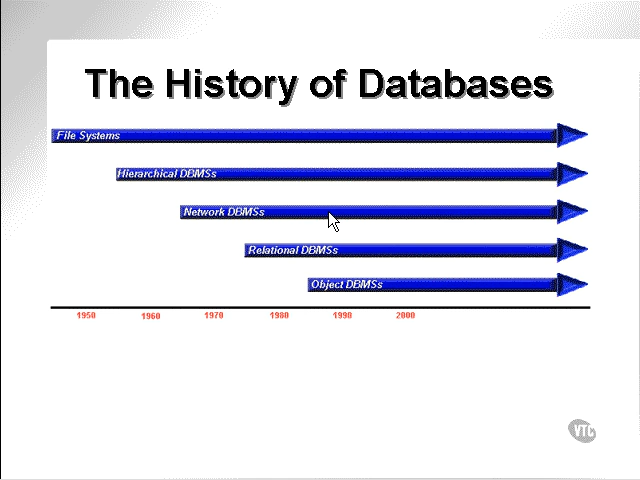 The History of Databases
File Systems
Hierarchical DBMSs
Network DBMSs
Relational DBMSs
Object DBMSs
1950 1960 1970 1980 1990 2000
VTC